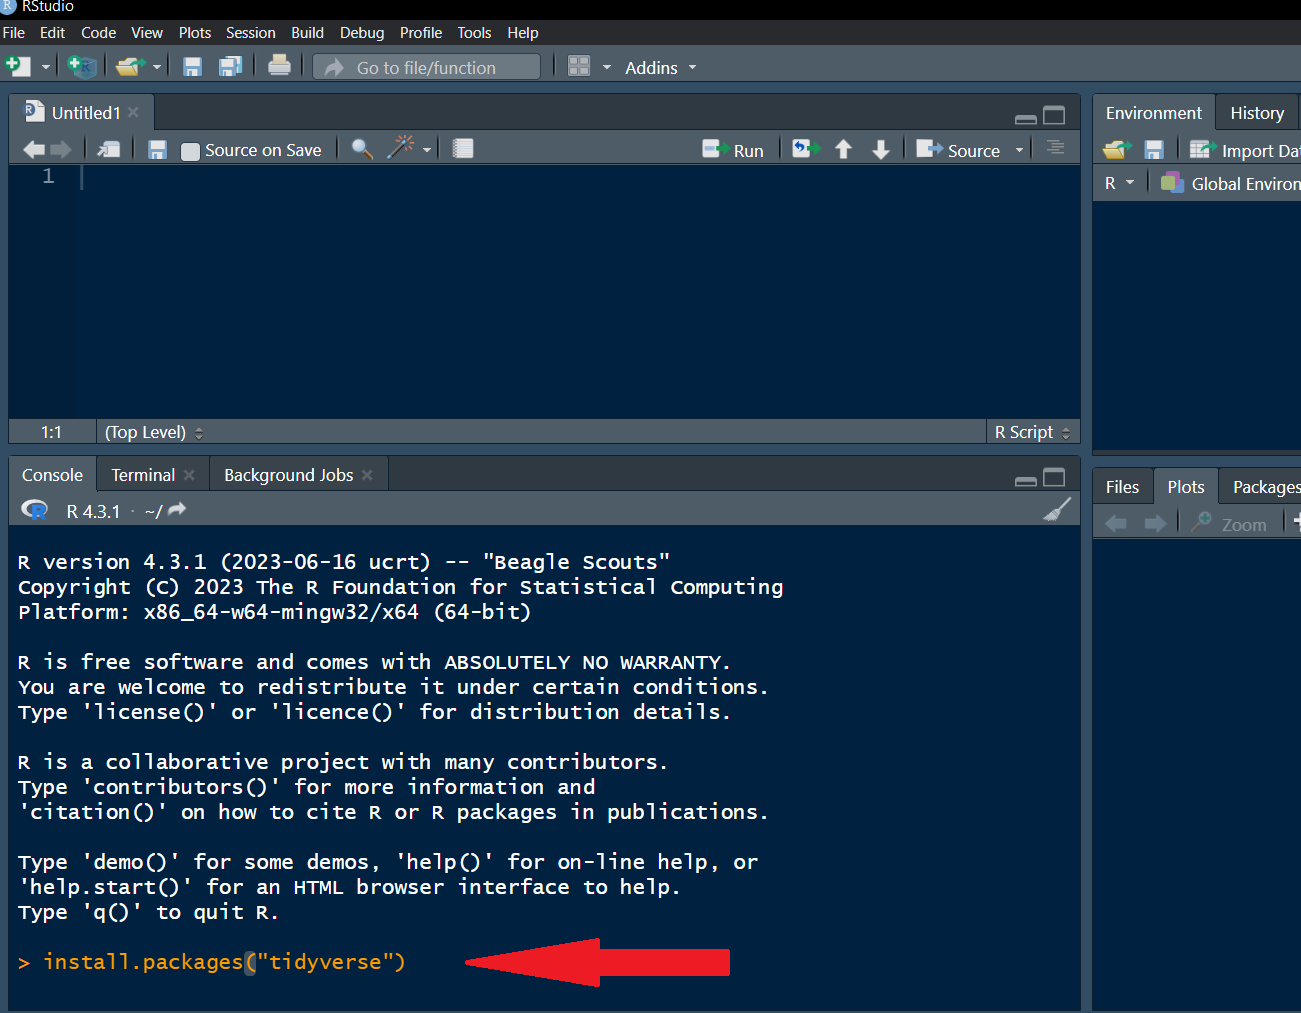 RStudio
File Edit Code View Plots Session Build Debug Profile Tools Help
Go to file/function Addins
Untitled1
Source on Save Run Source
1
1:1 (Top Level) R Script
Console Terminal Background Jobs
R 4.3.1 · ~/
R version 4.3.1 (2023-06-16 ucrt) -- "Beagle Scouts"
Copyright (C) 2023 The R Foundation for Statistical Computing
Platform: x86_64-w64-mingw32/x64 (64-bit)
R is free software and comes with ABSOLUTELY NO WARRANTY.
You are welcome to redistribute it under certain conditions.
Type 'license()' or 'licence()' for distribution details.
R is a collaborative project with many contributors.
Type 'contributors()' for more information and
'citation()' on how to cite R or R packages in publications.
Type 'demo()' for some demos, 'help()' for on-line help, or
'help.start()' for an HTML browser interface to help.
Type 'q()' to quit R.
> install.packages("tidyverse")
Environment History
Import Dat
R Global Environ
Files Plots Packages
Zoom